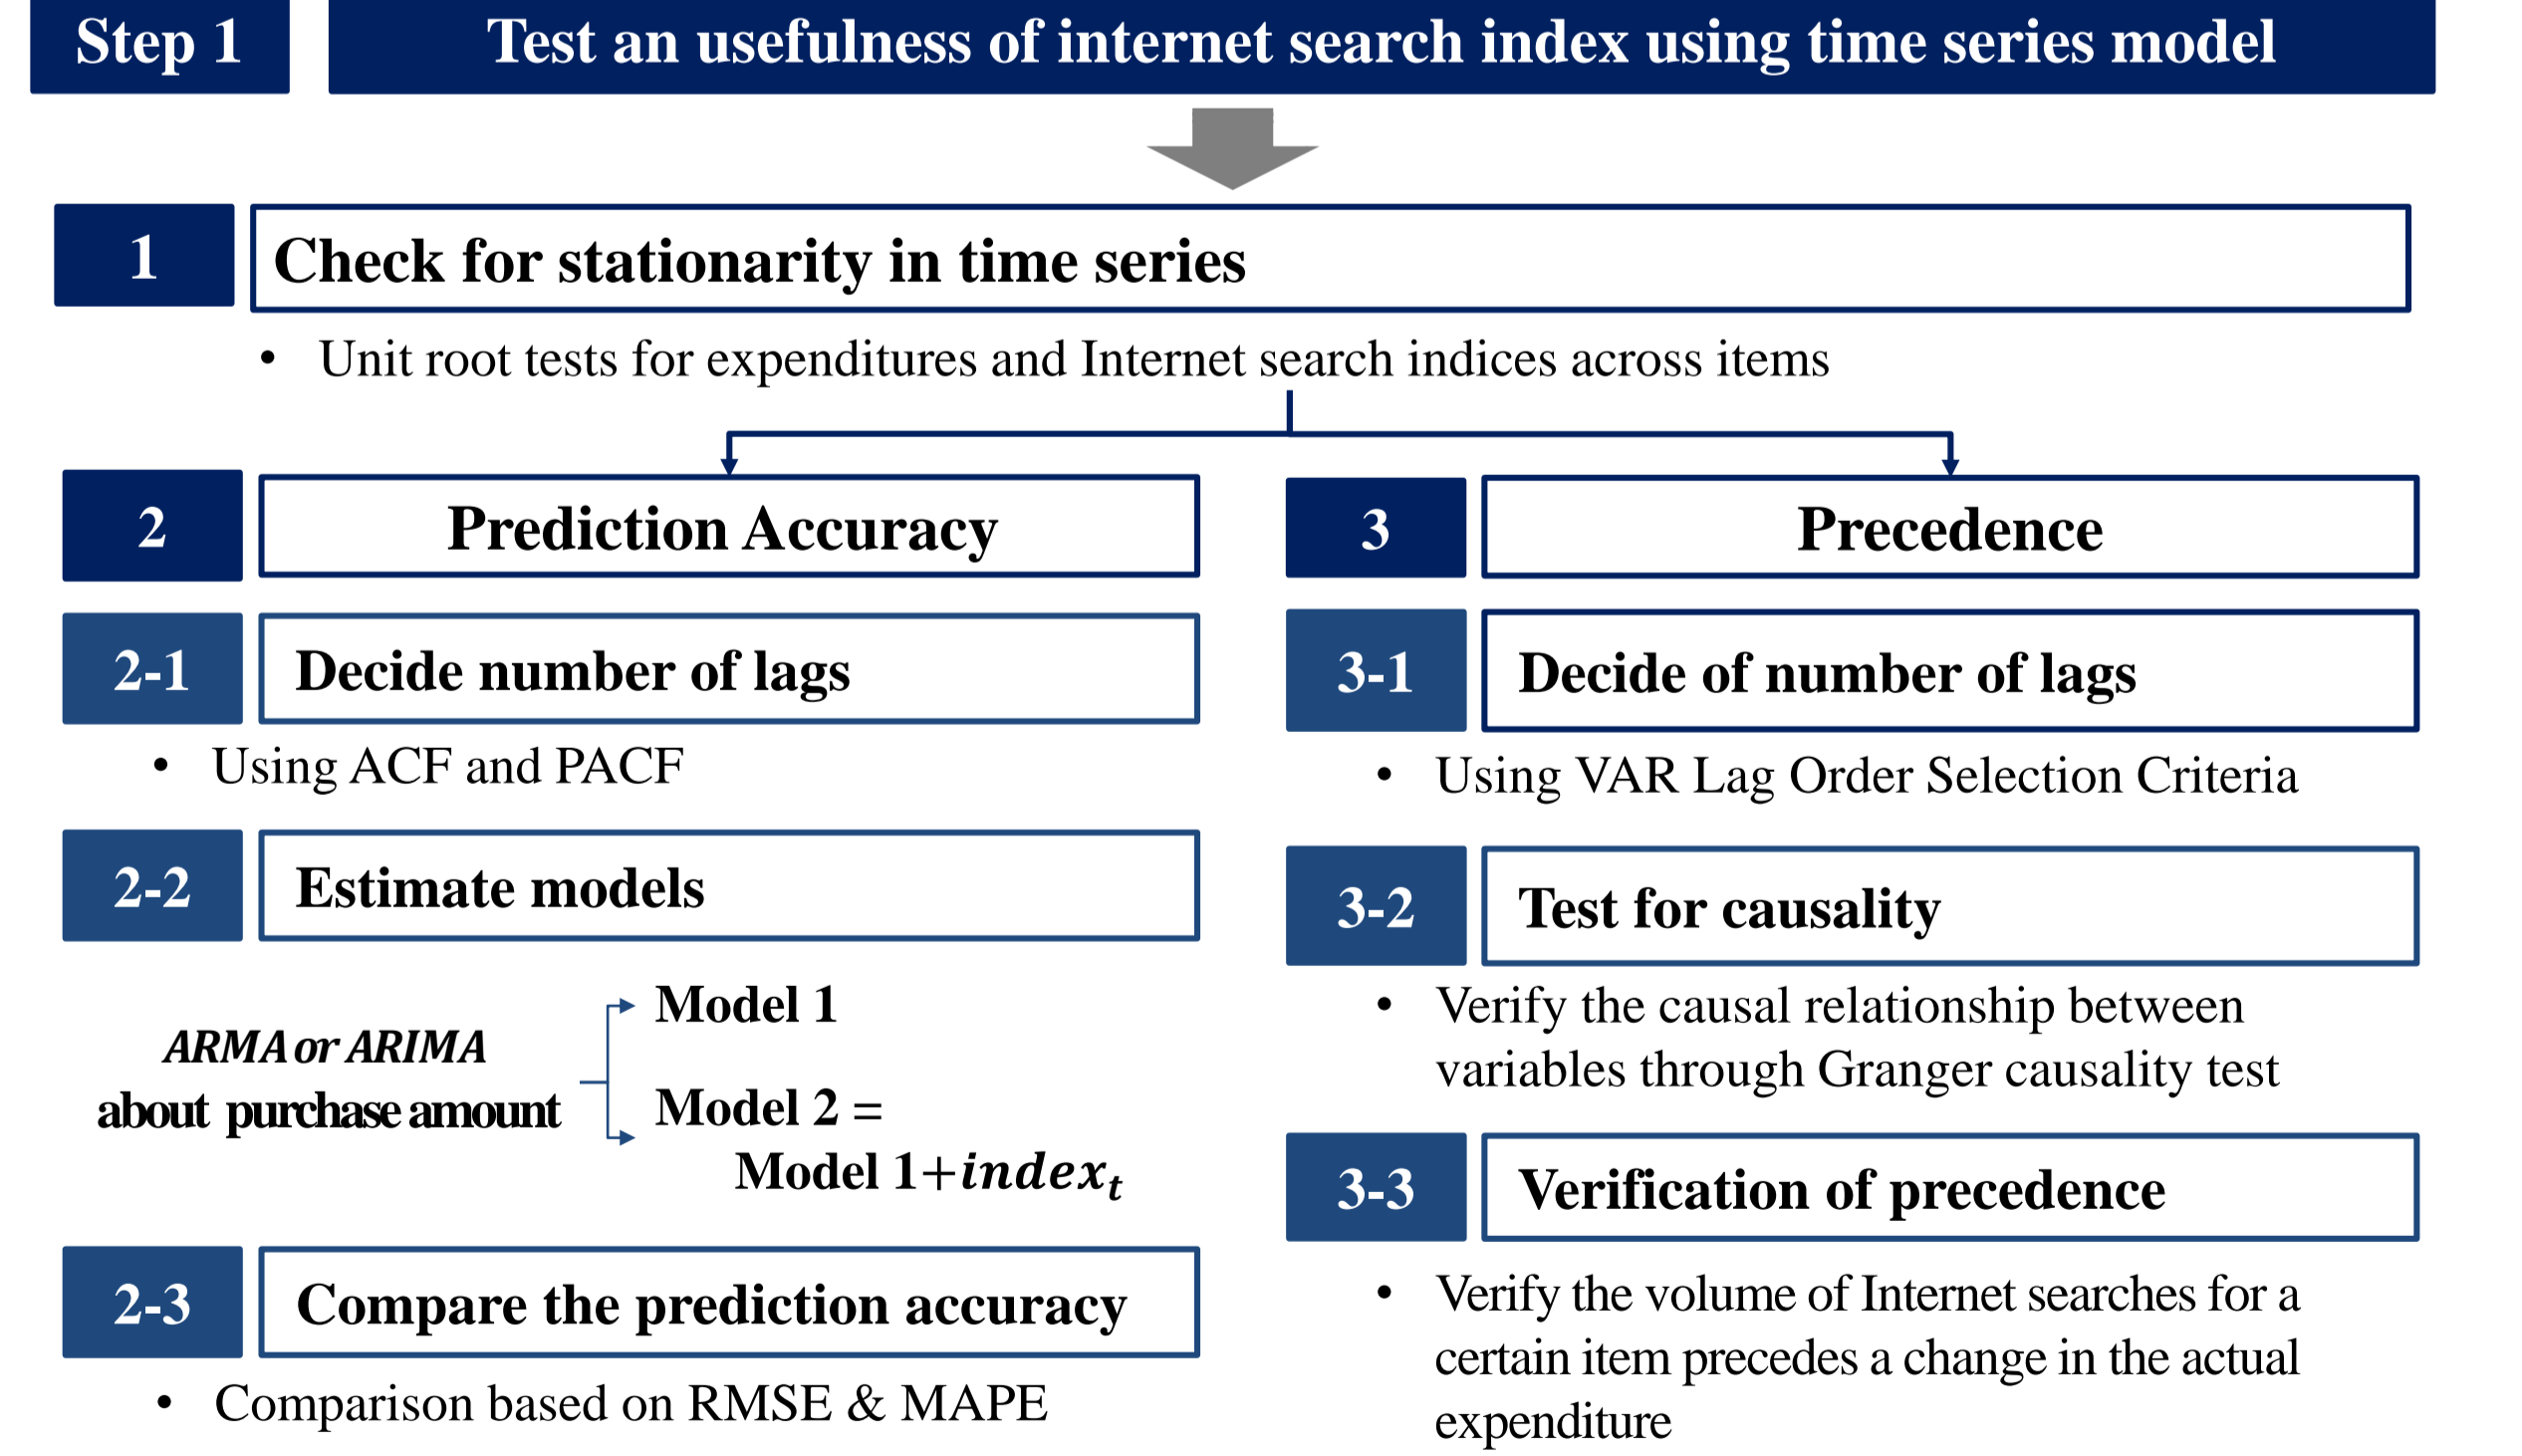 Step 1
Test an usefulness of internet search index using time series model
1
Check for stationarity in time series
• Unit root tests for expenditures and Internet search indices across items
2
Prediction Accuracy
2-1
Decide number of lags
• Using ACF and PACF
2-2
Estimate models
ARMA or ARIMA
about purchase amount
Model 1
Model 2 =
Model 1+index_t
2-3
Compare the prediction accuracy
• Comparison based on RMSE & MAPE
3
Precedence
3-1
Decide of number of lags
• Using VAR Lag Order Selection Criteria
3-2
Test for causality
• Verify the causal relationship between
variables through Granger causality test
3-3
Verification of precedence
• Verify the volume of Internet searches for a
certain item precedes a change in the actual
expenditure